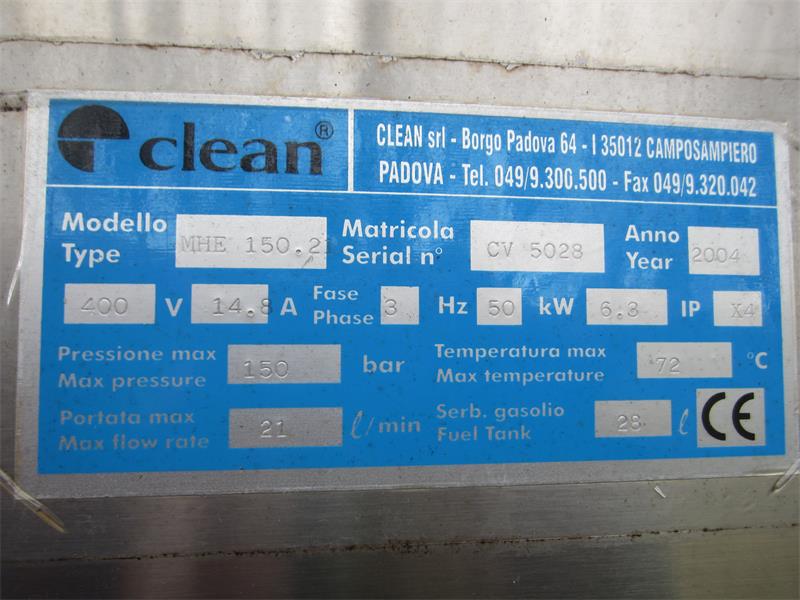 clean®
CLEAN srl - Borgo Padova 64 - I 35012 CAMPOSAMPIERO
PADOVA - Tel. 049/9.300.500 - Fax 049/9.320.042
Modello
Type
MHE 150.21
Matricola
Serial n°
CV 5028
Anno
Year
2004
400 V 14.8 A
Fase
Phase
3 Hz 50 kW 6.3 IP X4
Pressione max
Max pressure
150 bar
Temperatura max
Max temperature
72 °C
Portata max
Max flow rate
21 l/min
Serb. gasolio
Fuel Tank
28 l
CE